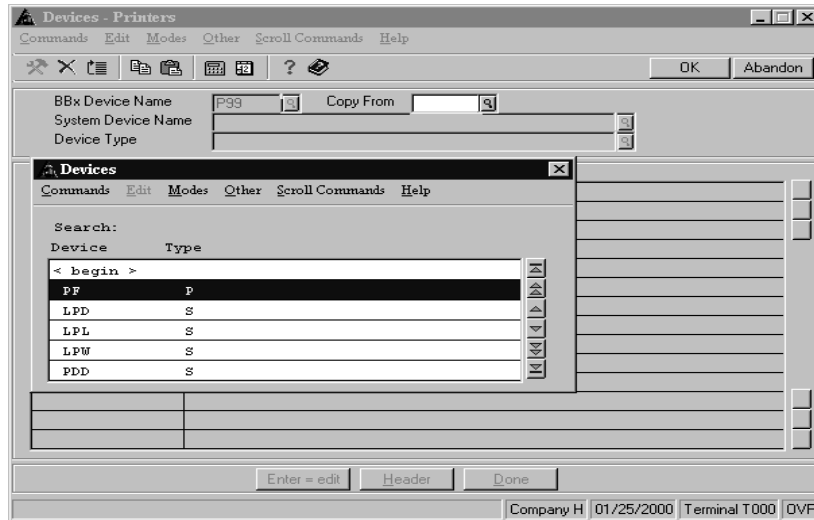 Devices - Printers
Commands Edit Modes Other Scroll Commands Help
OK Abandon
BBx Device Name P99 Copy From
System Device Name
Device Type
Devices
Commands Edit Modes Other Scroll Commands Help
Search:
Device Type
< begin >
PF P
LPD S
LPL S
LPW S
PDD S
Enter = edit Header Done
Company H 01/25/2000 Terminal T000 OVR